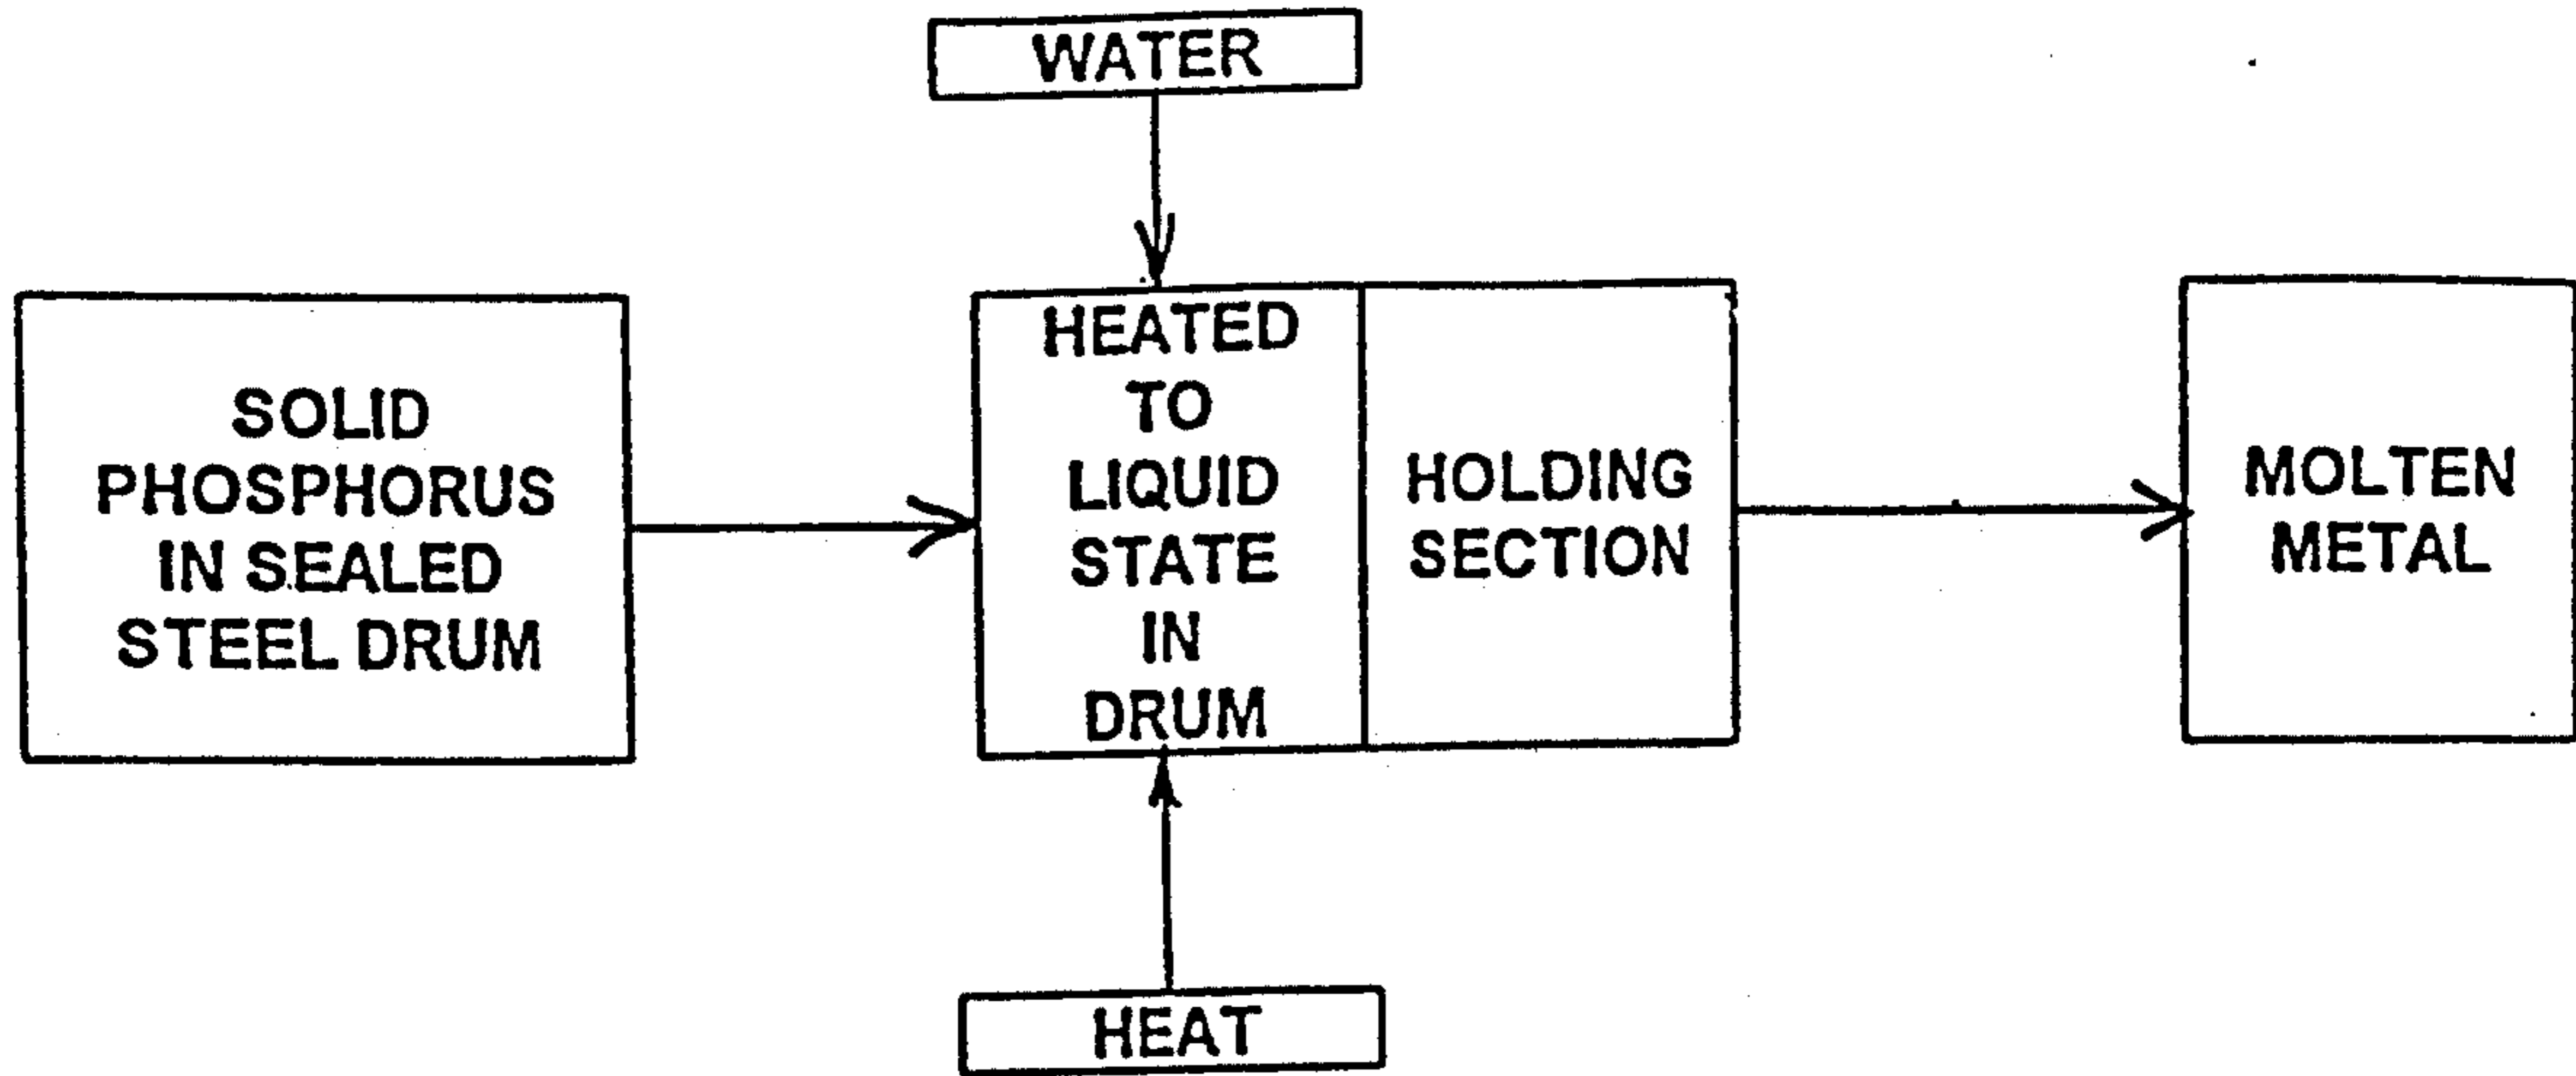 WATER
SOLID
PHOSPHORUS
IN SEALED
STEEL DRUM
HEATED
TO
LIQUID
STATE
IN
DRUM
HOLDING
SECTION
MOLTEN
METAL
HEAT